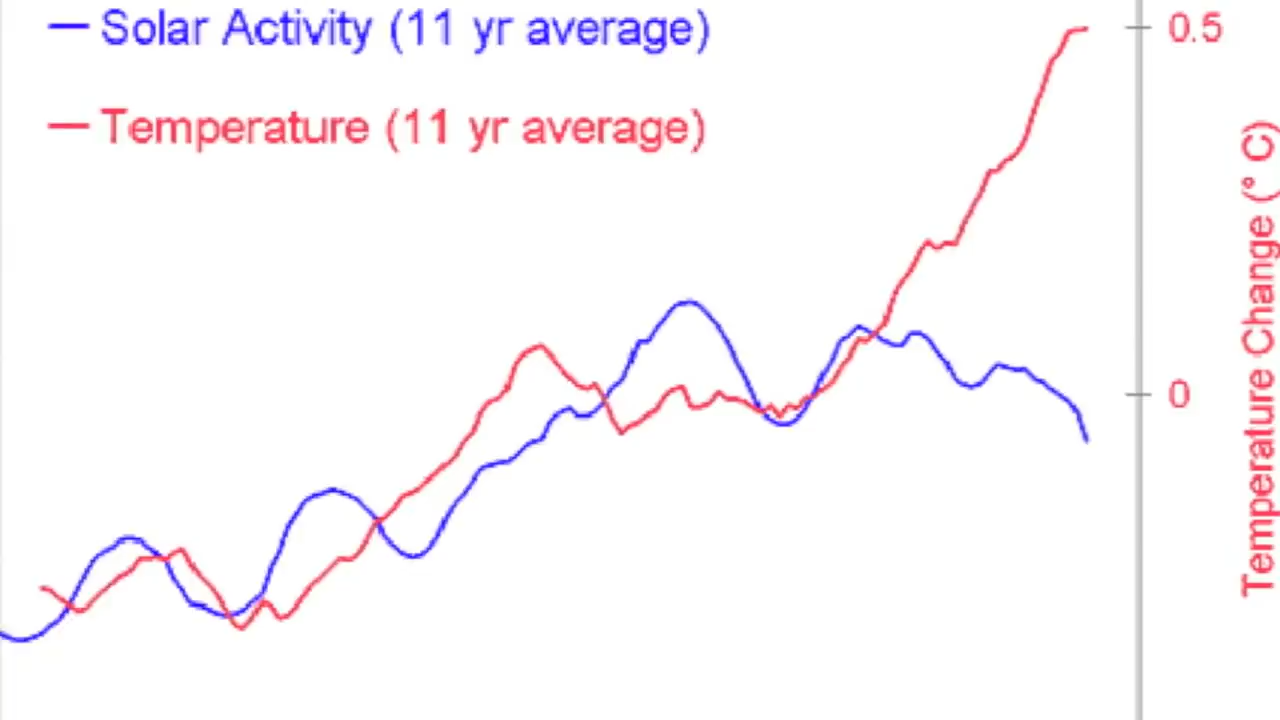 Solar Activity (11 yr average)
Temperature (11 yr average)
0.5
0
Temperature Change (° C)